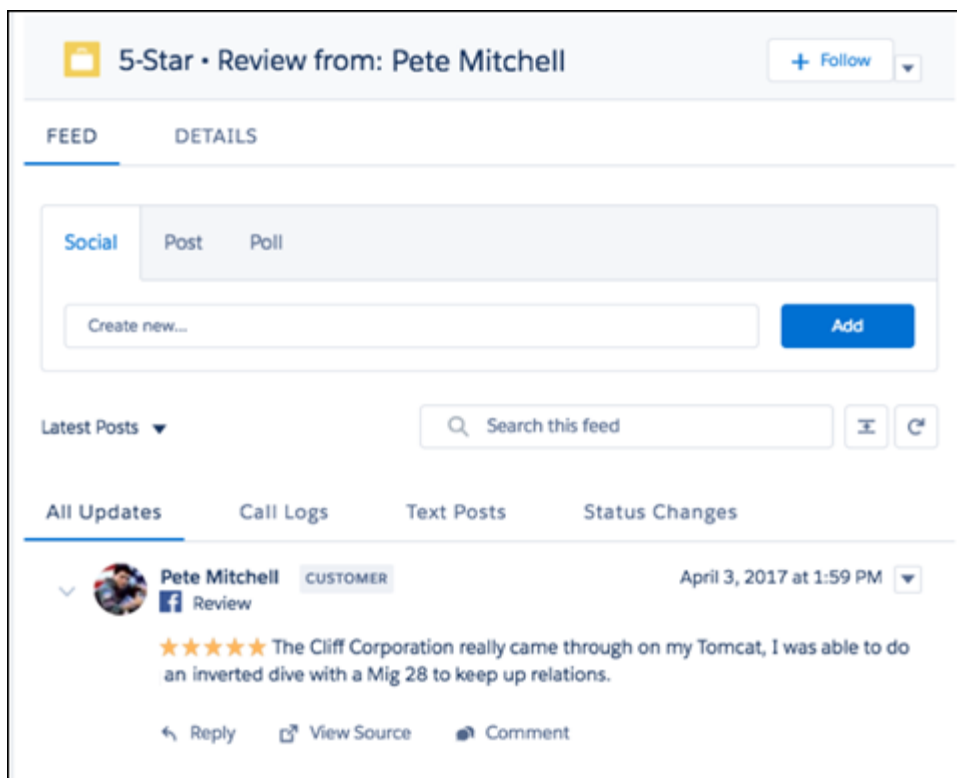 5-Star • Review from: Pete Mitchell
+ Follow
FEED DETAILS
Social Post Poll
Create new... Add
Latest Posts Search this feed
All Updates Call Logs Text Posts Status Changes
Pete Mitchell CUSTOMER April 3, 2017 at 1:59 PM
Review
★★★★★ The Cliff Corporation really came through on my Tomcat, I was able to do
an inverted dive with a Mig 28 to keep up relations.
Reply View Source Comment